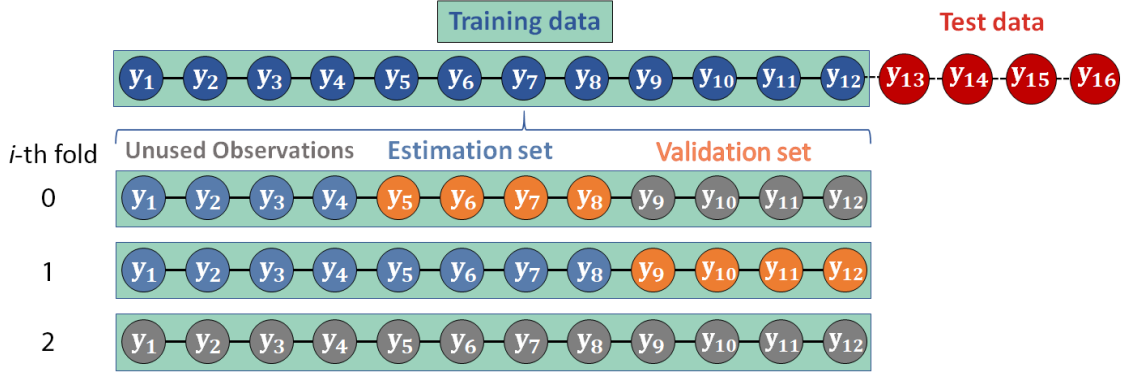 Training data Test data
y₁ y₂ y₃ y₄ y₅ y₆ y₇ y₈ y₉ y₁₀ y₁₁ y₁₂ y₁₃ y₁₄ y₁₅ y₁₆
i-th fold Unused Observations Estimation set Validation set
0 y₁ y₂ y₃ y₄ y₅ y₆ y₇ y₈ y₉ y₁₀ y₁₁ y₁₂
1 y₁ y₂ y₃ y₄ y₅ y₆ y₇ y₈ y₉ y₁₀ y₁₁ y₁₂
2 y₁ y₂ y₃ y₄ y₅ y₆ y₇ y₈ y₉ y₁₀ y₁₁ y₁₂